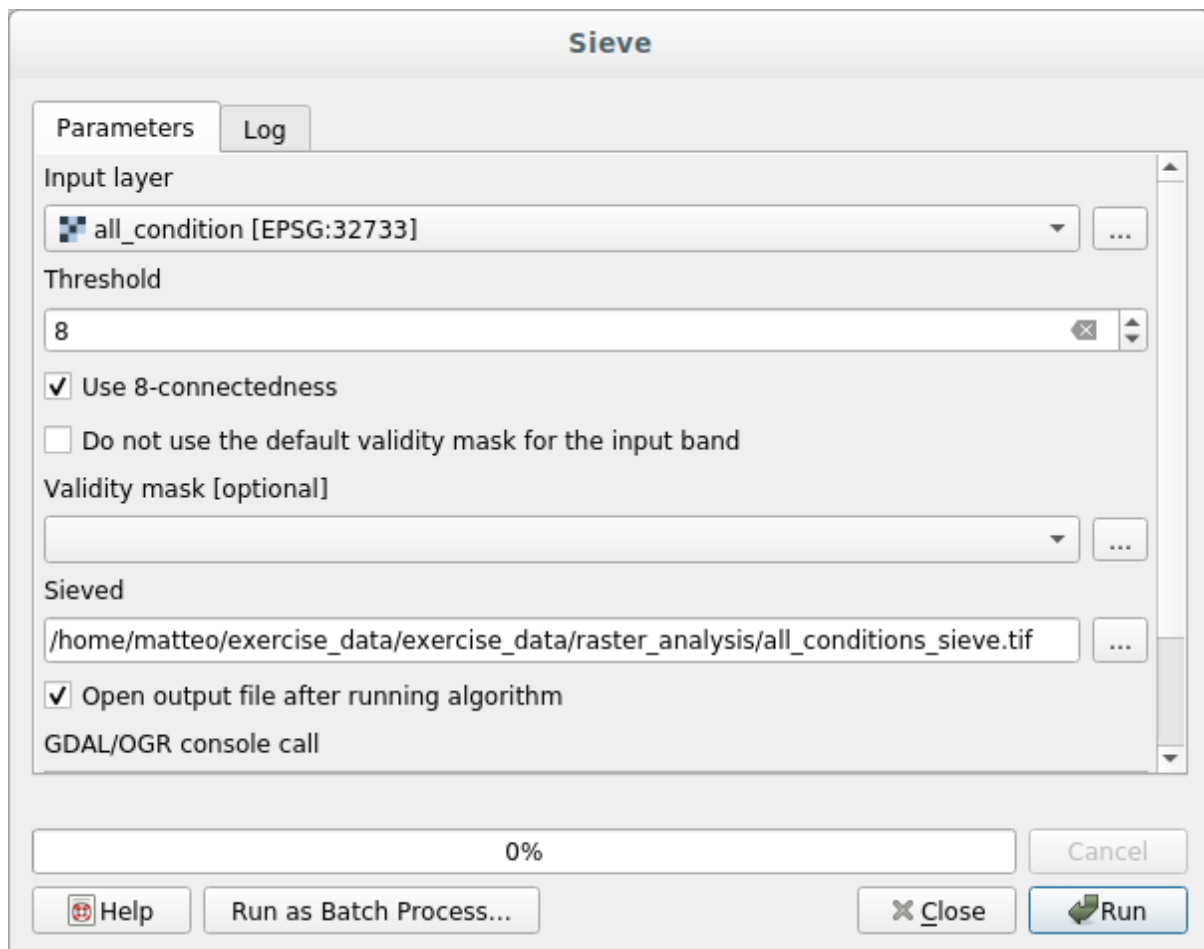 Sieve
Parameters Log
Input layer
all_condition [EPSG:32733] ...
Threshold
8
Use 8-connectedness
Do not use the default validity mask for the input band
Validity mask [optional]
...
Sieved
/home/matteo/exercise_data/exercise_data/raster_analysis/all_conditions_sieve.tif ...
Open output file after running algorithm
GDAL/OGR console call
0% Cancel
Help Run as Batch Process... Close Run